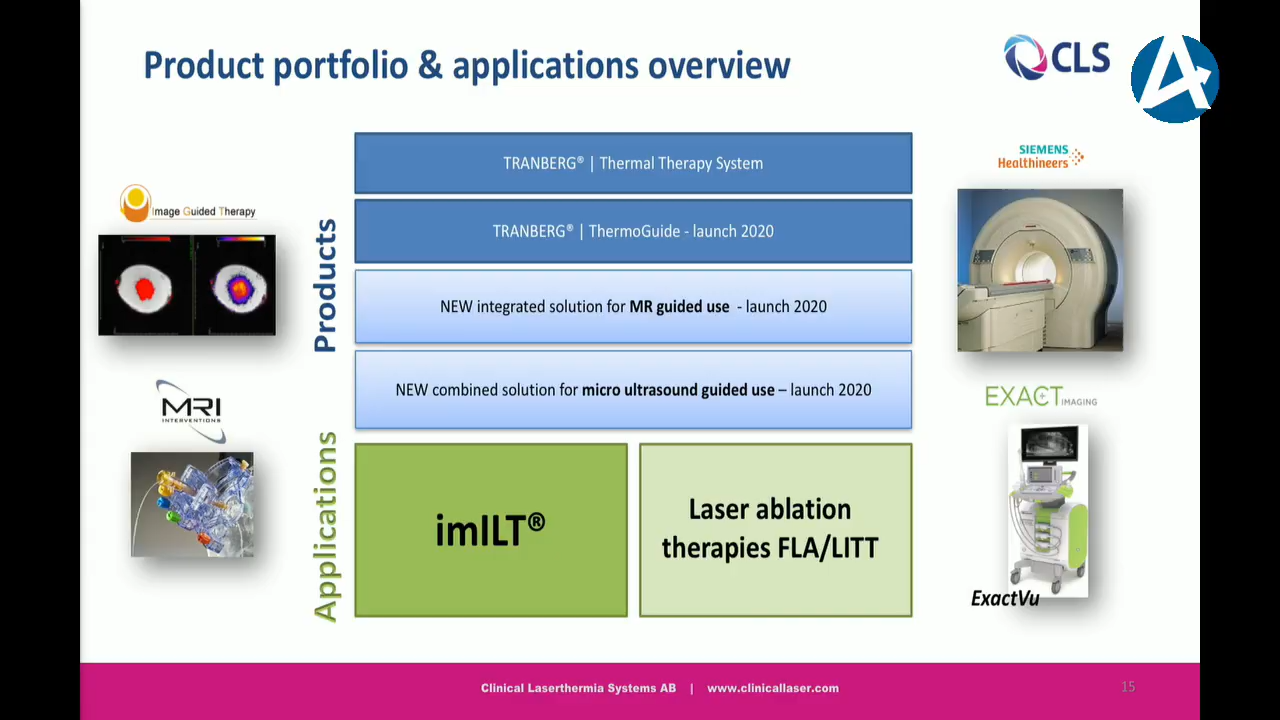 Product portfolio & applications overview
CLS
TRANBERG® | Thermal Therapy System
TRANBERG® | ThermoGuide - launch 2020
NEW integrated solution for MR guided use - launch 2020
NEW combined solution for micro ultrasound guided use – launch 2020
Products
Image Guided Therapy
MRI
INTERVENTIONS
SIEMENS
Healthineers
EXACT IMAGING
ExactVu
Applications
imILT®
Laser ablation
therapies FLA/LITT
Clinical Laserthermia Systems AB | www.clinicallaser.com
15